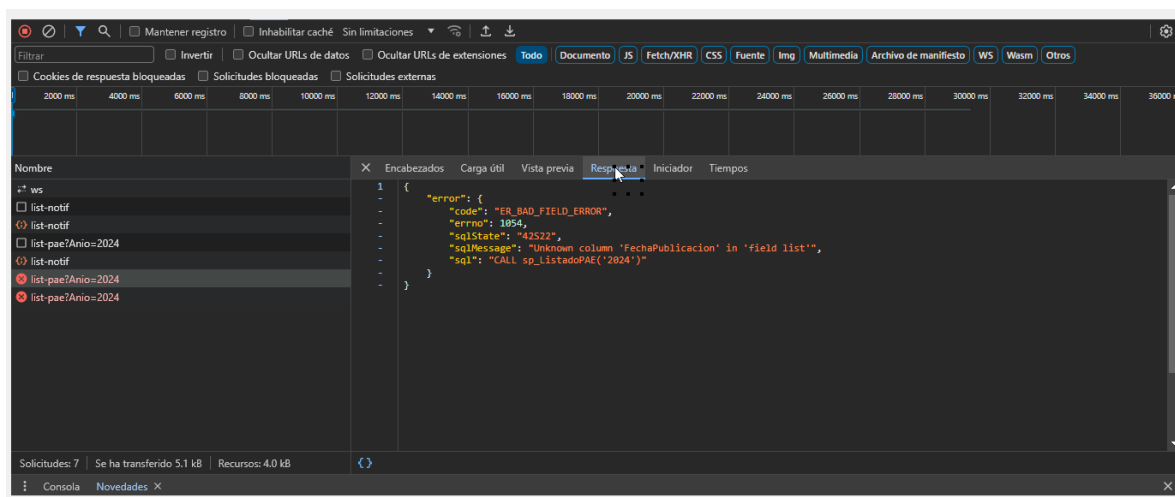 Mantener registro Inhabilitar caché Sin limitaciones
Filtrar Invertir Ocultar URLs de datos Ocultar URLs de extensiones Todo Documento JS Fetch/XHR CSS Fuente Img Multimedia Archivo de manifiesto WS Wasm Otros
Cookies de respuesta bloqueadas Solicitudes bloqueadas Solicitudes externas
2000 ms 4000 ms 6000 ms 8000 ms 10000 ms 12000 ms 14000 ms 16000 ms 18000 ms 20000 ms 22000 ms 24000 ms 26000 ms 28000 ms 30000 ms 32000 ms 34000 ms 36000
Nombre
ws
list-notif
list-notif
list-pae?Anio=2024
list-notif
list-pae?Anio=2024
list-pae?Anio=2024
Encabezados Carga útil Vista previa Respuesta Iniciador Tiempos
1 {
- "error": {
- "code": "ER_BAD_FIELD_ERROR",
- "errno": 1054,
- "sqlState": "42S22",
- "sqlMessage": "Unknown column 'FechaPublicacion' in 'field list'",
- "sql": "CALL sp_ListadoPAE('2024')"
- }
- }
Solicitudes: 7 Se ha transferido 5.1 kB Recursos: 4.0 kB {}
Consola Novedades